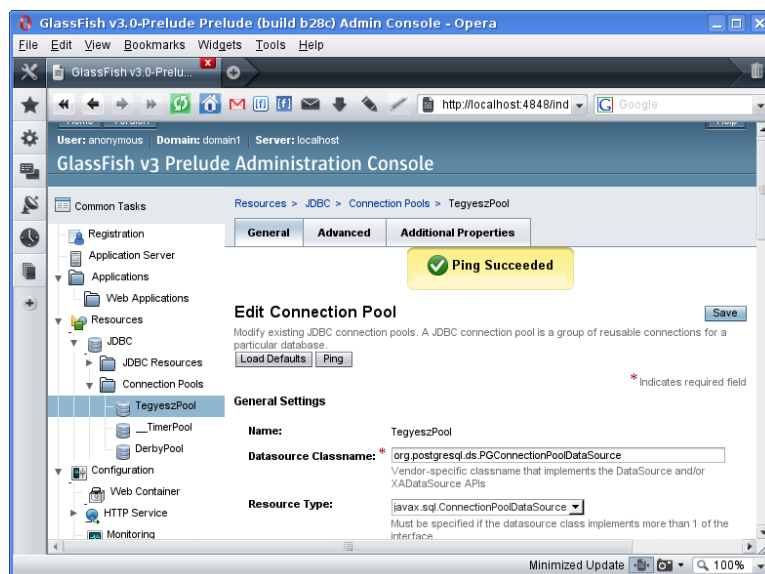 GlassFish v3.0-Prelude Prelude (build b28c) Admin Console - Opera
File Edit View Bookmarks Widgets Tools Help
GlassFish v3.0-Prelu...
http://localhost:4848/ind
Google
Home Version Help
User: anonymous Domain: domain1 Server: localhost
GlassFish v3 Prelude Administration Console
Common Tasks
Registration
Application Server
Applications
Web Applications
Resources
JDBC
JDBC Resources
Connection Pools
TegyeszPool
__TimerPool
DerbyPool
Configuration
Web Container
HTTP Service
Monitoring
Resources > JDBC > Connection Pools > TegyeszPool
General Advanced Additional Properties
Ping Succeeded
Edit Connection Pool
Save
Modify existing JDBC connection pools. A JDBC connection pool is a group of reusable connections for a
particular database.
Load Defaults Ping
* Indicates required field
General Settings
Name: TegyeszPool
Datasource Classname: * org.postgresql.ds.PGConnectionPoolDataSource
Vendor-specific classname that implements the DataSource and/or
XADataSource APIs
Resource Type: javax.sql.ConnectionPoolDataSource
Must be specified if the datasource class implements more than 1 of the
interface.
Minimized Update 100%